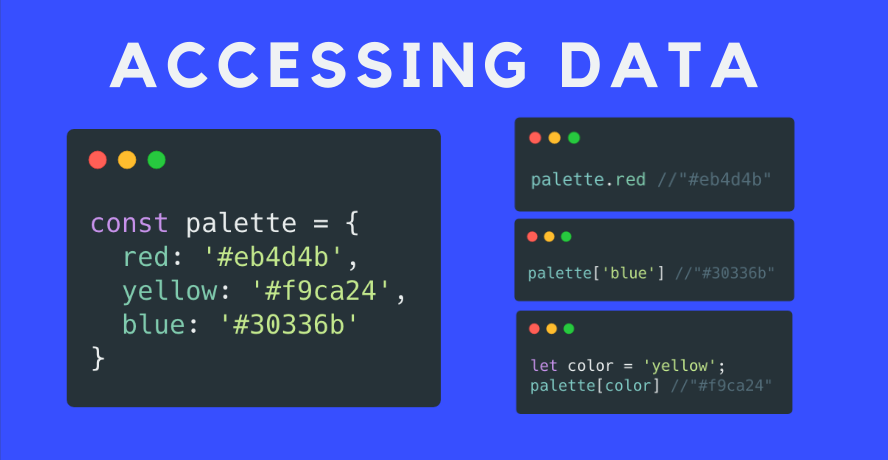 ACCESSING DATA
const palette = {
  red: '#eb4d4b',
  yellow: '#f9ca24',
  blue: '#30336b'
}
palette.red //"#eb4d4b"
palette['blue'] //"#30336b"
let color = 'yellow';
palette[color] //"#f9ca24"